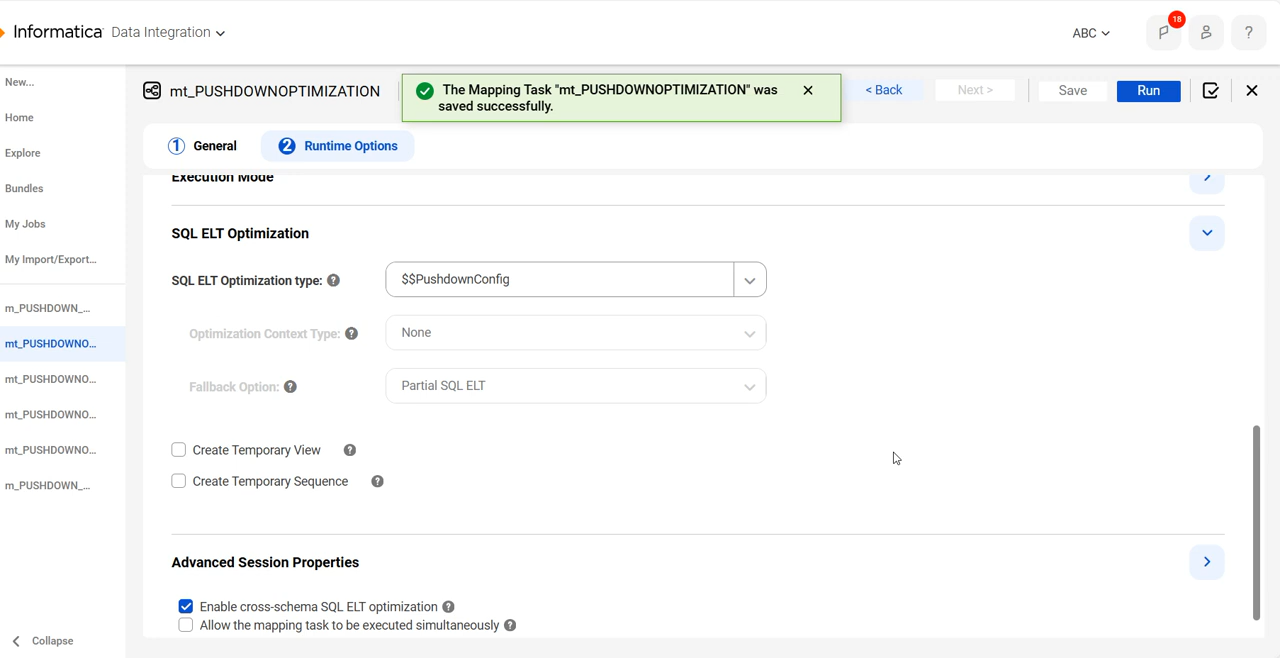 Informatica Data Integration
ABC
18
?
New...
Home
Explore
Bundles
My Jobs
My Import/Export...
m_PUSHDOWN_...
mt_PUSHDOWNO...
mt_PUSHDOWNO...
mt_PUSHDOWNO...
mt_PUSHDOWNO...
m_PUSHDOWN_...
Collapse
mt_PUSHDOWNOPTIMIZATION
The Mapping Task "mt_PUSHDOWNOPTIMIZATION" was
saved successfully.
< Back
Next >
Save
Run
1 General
2 Runtime Options
Execution Mode
SQL ELT Optimization
SQL ELT Optimization type: ?
$$PushdownConfig
Optimization Context Type: ?
None
Fallback Option: ?
Partial SQL ELT
Create Temporary View ?
Create Temporary Sequence ?
Advanced Session Properties
Enable cross-schema SQL ELT optimization ?
Allow the mapping task to be executed simultaneously ?